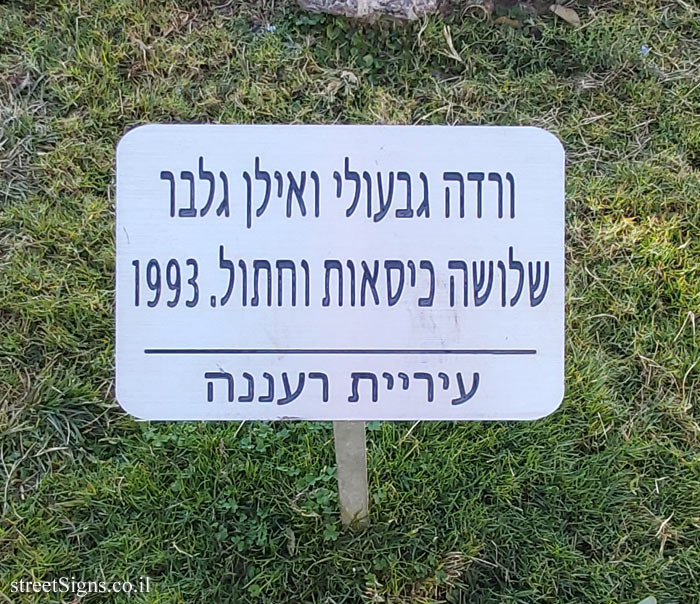 ורדה גבעולי ואילן גלבר
שלושה כיסאות וחתול. 1993
עיריית רעננה
streetSigns.co.il